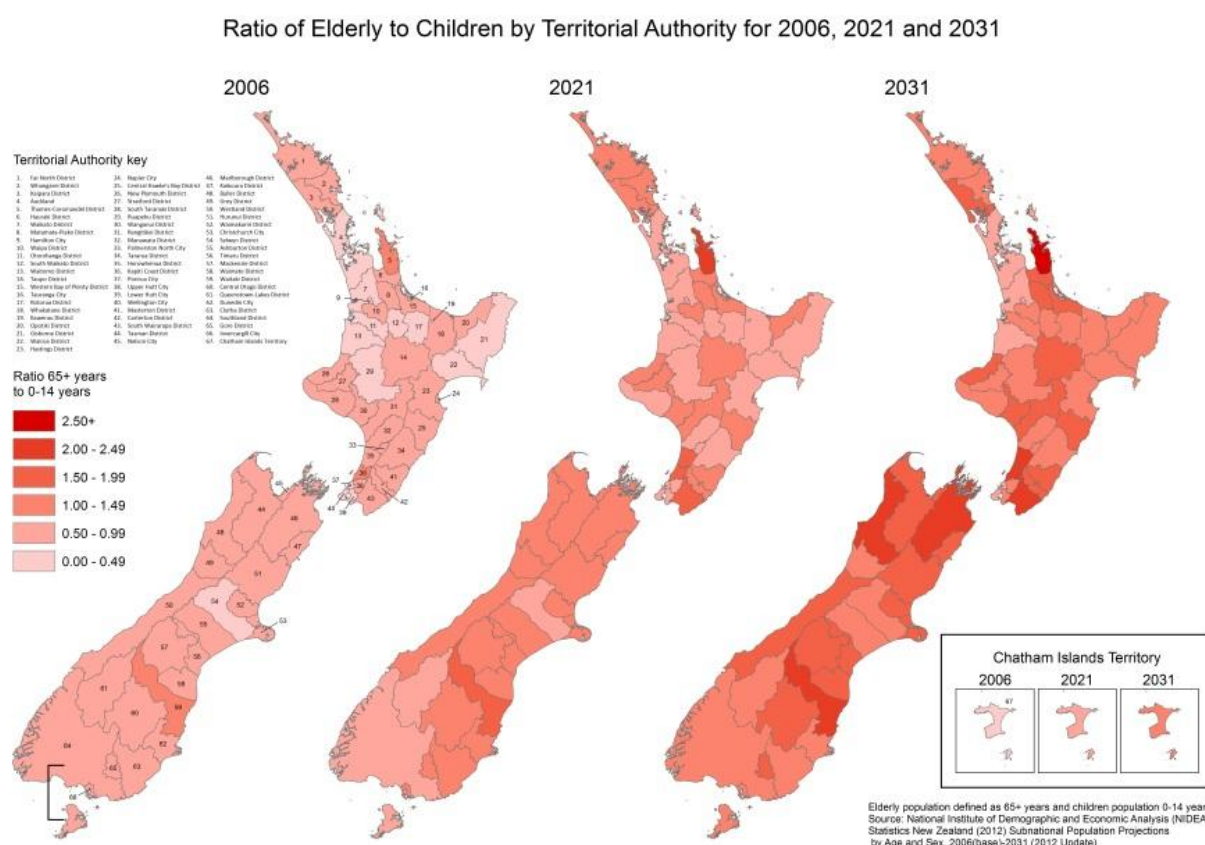 Ratio of Elderly to Children by Territorial Authority for 2006, 2021 and 2031
2006
2021
2031
Territorial Authority key
1. Far North District
2. Whangarei District
3. Kaipara District
4. Auckland
5. Thames-Coromandel District
6. Hauraki District
7. Waikato District
8. Matamata-Piako District
9. Hamilton City
10. Waipa District
11. Otorohanga District
12. South Waikato District
13. Waitomo District
14. Taupo District
15. Western Bay of Plenty District
16. Tauranga City
17. Rotorua District
18. Whakatane District
19. Kawerau District
20. Opotiki District
21. Gisborne District
22. Wairoa District
23. Hastings District
24. Napier City
25. Central Hawke's Bay District
26. New Plymouth District
27. Stratford District
28. South Taranaki District
29. Ruapehu District
30. Wanganui District
31. Rangitikei District
32. Manawatu District
33. Palmerston North City
34. Tararua District
35. Horowhenua District
36. Kapiti Coast District
37. Porirua City
38. Upper Hutt City
39. Lower Hutt City
40. Wellington City
41. Masterton District
42. Carterton District
43. South Wairarapa District
44. Tasman District
45. Nelson City
46. Marlborough District
47. Kaikoura District
48. Buller District
49. Grey District
50. Westland District
51. Hurunui District
52. Waimakariri District
53. Christchurch City
54. Selwyn District
55. Ashburton District
56. Timaru District
57. Mackenzie District
58. Waimate District
59. Waitaki District
60. Central Otago District
61. Queenstown-Lakes District
62. Dunedin City
63. Clutha District
64. Southland District
65. Gore District
66. Invercargill City
67. Chatham Islands Territory
Ratio 65+ years
to 0-14 years
2.50+
2.00 - 2.49
1.50 - 1.99
1.00 - 1.49
0.50 - 0.99
0.00 - 0.49
Chatham Islands Territory
2006 2021 2031
67
Elderly population defined as 65+ years and children population 0-14 year
Source: National Institute of Demographic and Economic Analysis (NIDEA
Statistics New Zealand (2012) Subnational Population Projections
by Age and Sex, 2006(base)-2031 (2012 Update)